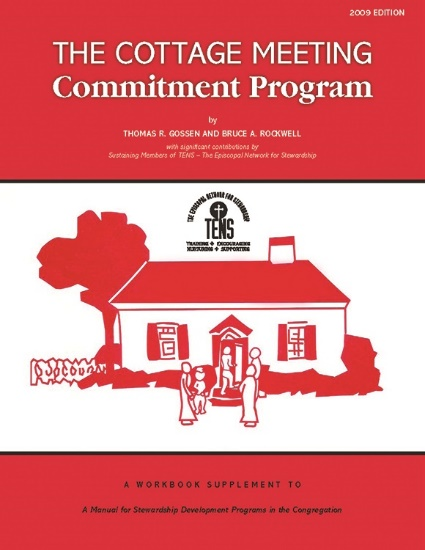 2009 EDITION
THE COTTAGE MEETING
Commitment Program
by
THOMAS R. GOSSEN AND BRUCE A. ROCKWELL
with significant contributions by
Sustaining Members of TENS – The Episcopal Network for Stewardship
THE EPISCOPAL NETWORK FOR STEWARDSHIP
TENS
TRAINING + ENCOURAGING
NURTURING + SUPPORTING
A WORKBOOK SUPPLEMENT TO
A Manual for Stewardship Development Programs in the Congregation